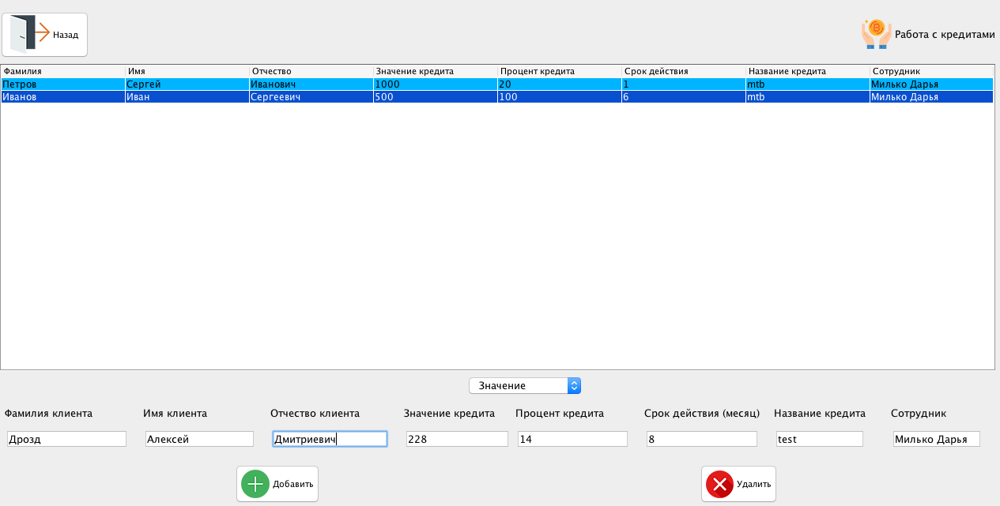 Назад
Работа с кредитами
Фамилия Имя Отчество Значение кредита Процент кредита Срок действия Название кредита Сотрудник
Петров Сергей Иванович 1000 20 1 mtb Милько Дарья
Иванов Иван Сергеевич 500 100 6 mtb Милько Дарья
Значение
Фамилия клиента Имя клиента Отчество клиента Значение кредита Процент кредита Срок действия (месяц) Название кредита Сотрудник
Дрозд Алексей Дмитриевич 228 14 8 test Милько Дарья
Добавить Удалить